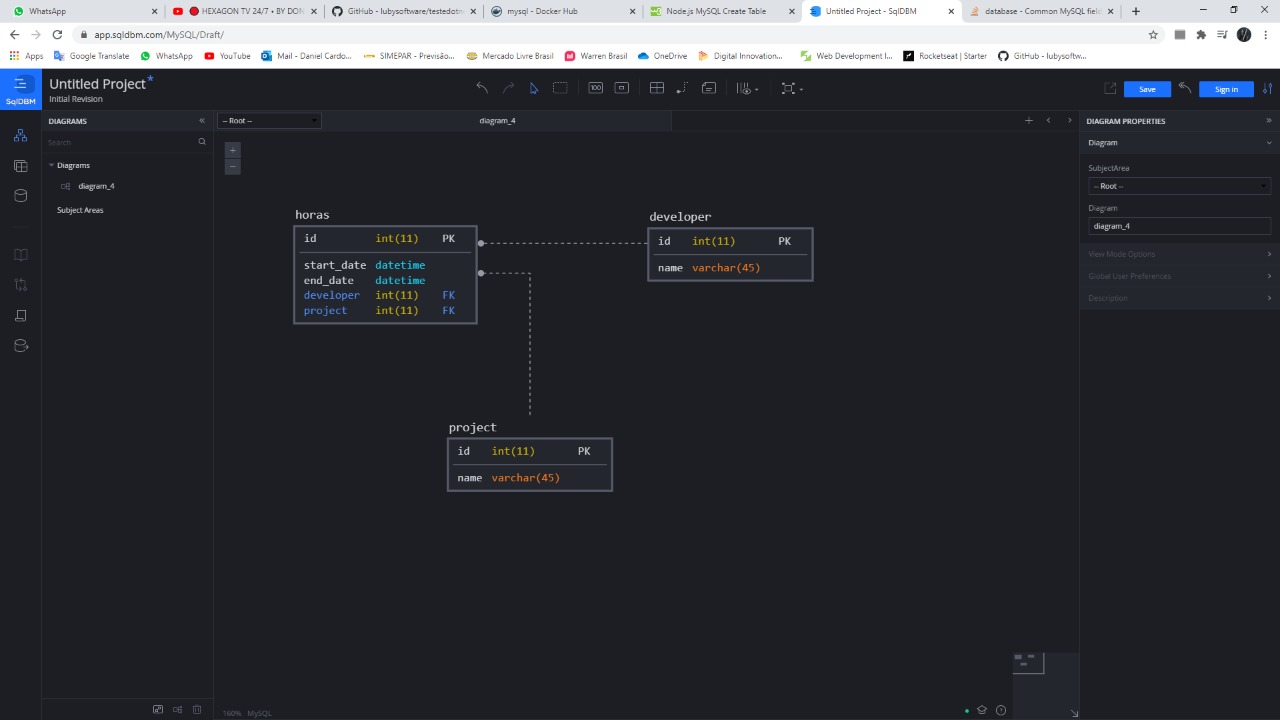 WhatsApp
HEXAGON TV 24/7 • BY DON
GitHub - lubysoftware/testedotne
mysql - Docker Hub
Node.js MySQL Create Table
Untitled Project - SqlDBM
database - Common MySQL field
app.sqldbm.com/MySQL/Draft/
Apps
Google Translate
WhatsApp
YouTube
Mail - Daniel Cardo...
SIMEPAR - Previsão...
Mercado Livre Brasil
Warren Brasil
OneDrive
Digital Innovation...
Web Development I...
Rocketseat | Starter
GitHub - lubysoftw...
SqlDBM
Untitled Project*
Initial Revision
100
Save
Sign in
DIAGRAMS
Search
Diagrams
diagram_4
Subject Areas
-- Root --
diagram_4
horas
id int(11) PK
start_date datetime
end_date datetime
developer int(11) FK
project int(11) FK
developer
id int(11) PK
name varchar(45)
project
id int(11) PK
name varchar(45)
160% MySQL
DIAGRAM PROPERTIES
Diagram
SubjectArea
-- Root --
Diagram
diagram_4
View Mode Options
Global User Preferences
Description